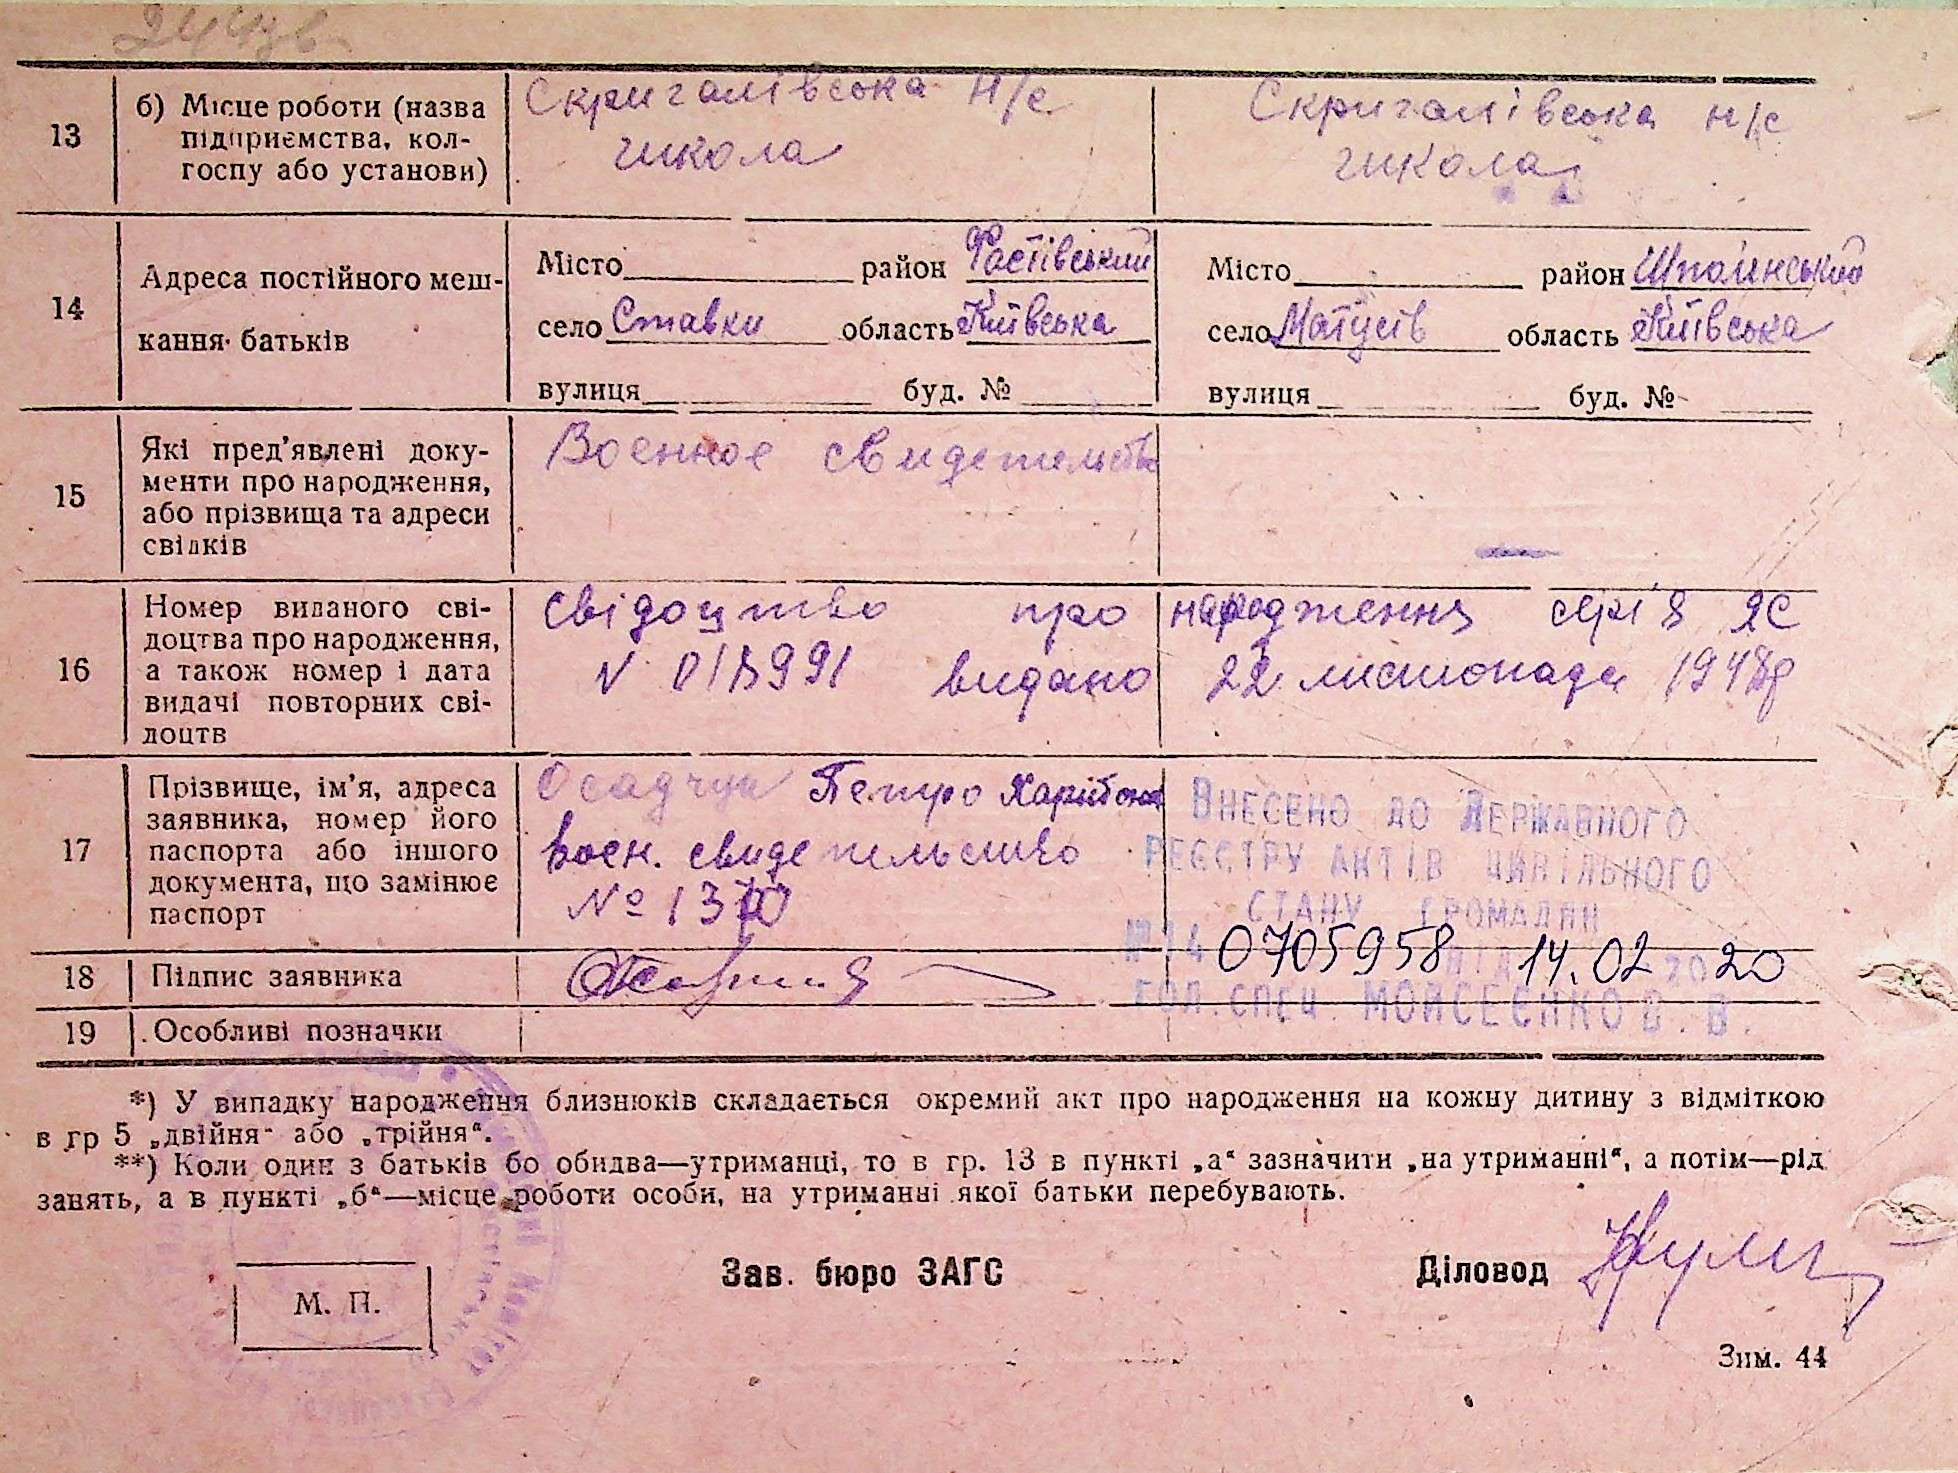 13
б) Місце роботи (назва
підприємства, кол-
госпу або установи)
Скригалівська н/с
школа
Скригалівська н/с
школа
14
Адреса постійного меш-
кання батьків
Місто район Фастівський
село Ставки область Київська
вулиця буд. №
Місто район Шполянський
село Матусів область Київська
вулиця буд. №
15
Які пред’явлені доку-
менти про народження,
або прізвища та адреси
свідків
Военное свидетельство
16
Номер виданого сві-
доцтва про народження,
а також номер і дата
видачі повторних сві-
доцтв
свідоцтво про народження серія ЯС
видано 22 листопада
17
Прізвище, ім’я, адреса
заявника, номер його
паспорта або іншого
документа, що замінює
паспорт
Осадчий Петро
воен. свидетельство
№ 1370
Внесено до Державного
реєстру актів цивільного
стану громадян
0705958 від 14.02 2020
гол. спец. Мойсеєнко О. В.
18
Підпис заявника
19
Особливі позначки
*) У випадку народження близнюків складається окремий акт про народження на кожну дитину з відміткою
в гр 5 „двійня“ або „трійня“.
**) Коли один з батьків бо обидва—утриманці, то в гр. 13 в пункті „а“ зазначити „на утриманні“, а потім—рід
занять, а в пункті „б“—місце роботи особи, на утриманні якої батьки перебувають.
М. П.
Зав. бюро ЗАГС
Діловод
Зим. 44